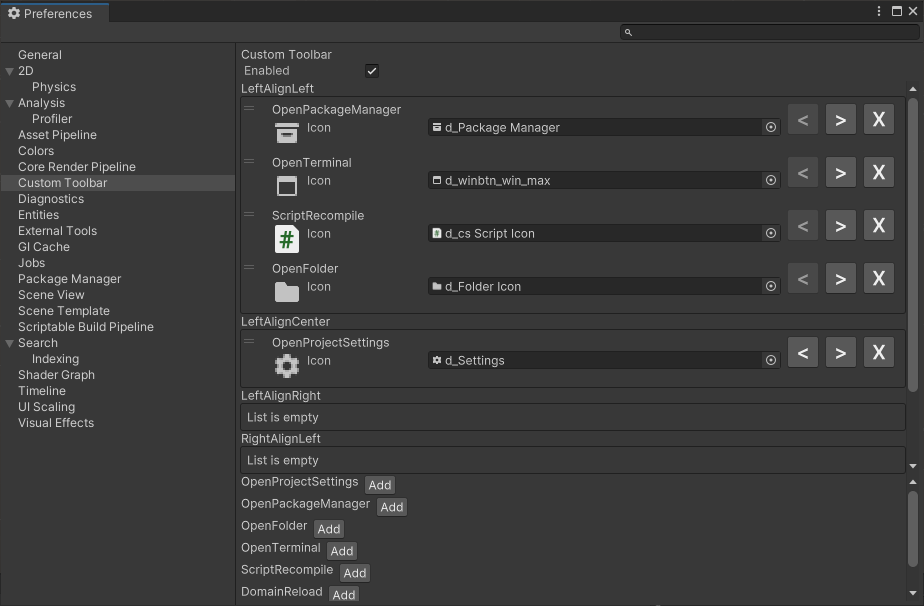 Preferences
General
2D
Physics
Analysis
Profiler
Asset Pipeline
Colors
Core Render Pipeline
Custom Toolbar
Diagnostics
Entities
External Tools
GI Cache
Jobs
Package Manager
Scene View
Scene Template
Scriptable Build Pipeline
Search
Indexing
Shader Graph
Timeline
UI Scaling
Visual Effects
Custom Toolbar
Enabled
LeftAlignLeft
OpenPackageManager
Icon d_Package Manager < > X
OpenTerminal
Icon d_winbtn_win_max < > X
ScriptRecompile
Icon # d_cs Script Icon < > X
OpenFolder
Icon d_Folder Icon < > X
LeftAlignCenter
OpenProjectSettings
Icon d_Settings < > X
LeftAlignRight
List is empty
RightAlignLeft
List is empty
OpenProjectSettings Add
OpenPackageManager Add
OpenFolder Add
OpenTerminal Add
ScriptRecompile Add
DomainReload Add